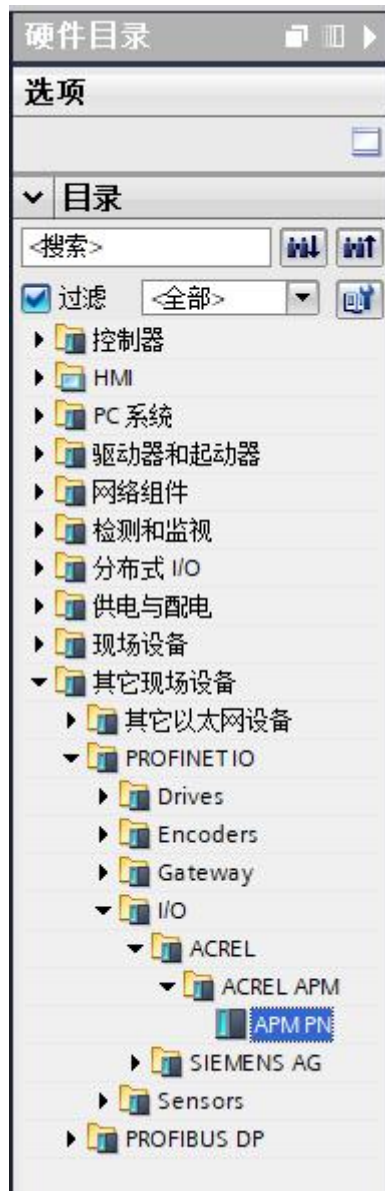 硬件目录
选项
目录
<搜索>
过滤 <全部>
控制器
HMI
PC 系统
驱动器和起动器
网络组件
检测和监视
分布式 I/O
供电与配电
现场设备
其它现场设备
其它以太网设备
PROFINET IO
Drives
Encoders
Gateway
I/O
ACREL
ACREL APM
APM PN
SIEMENS AG
Sensors
PROFIBUS DP